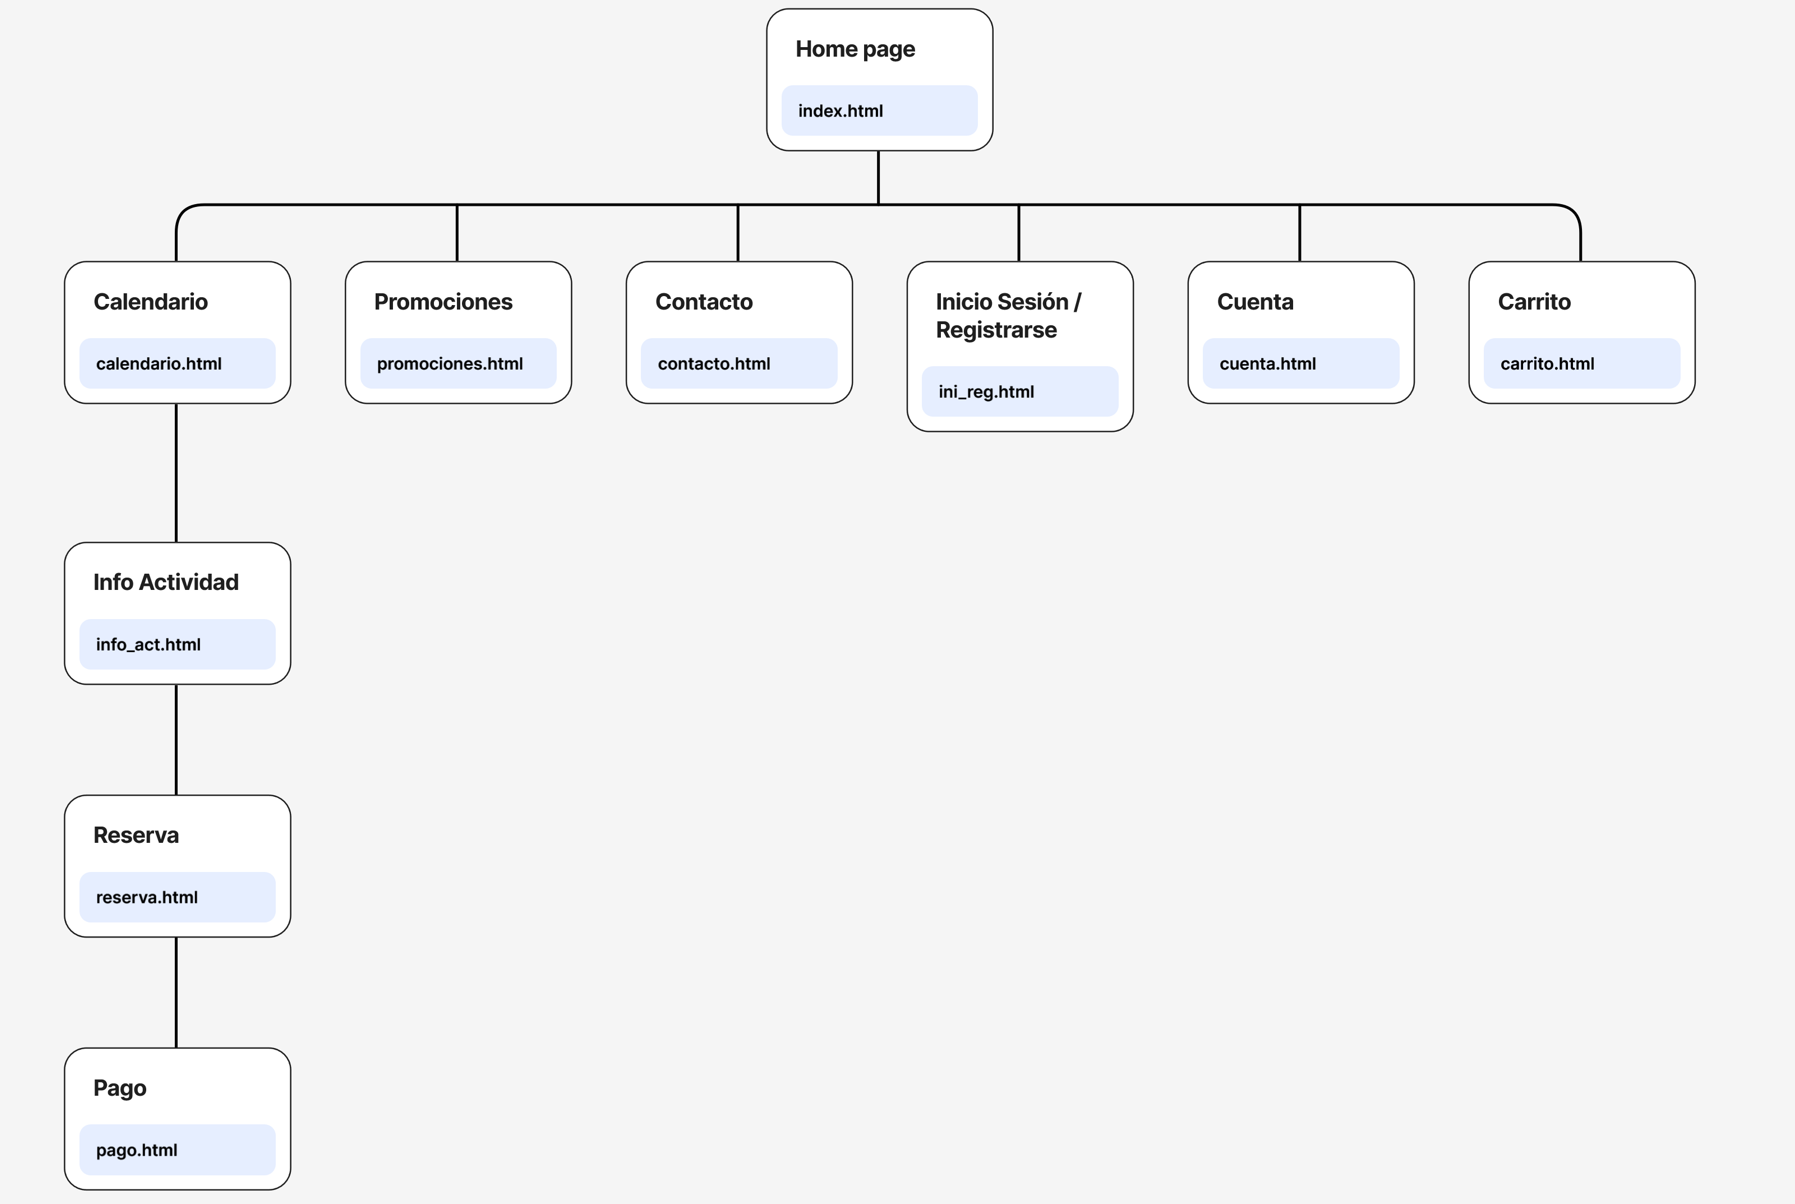 Home page
index.html
Calendario
calendario.html
Promociones
promociones.html
Contacto
contacto.html
Inicio Sesión /
Registrarse
ini_reg.html
Cuenta
cuenta.html
Carrito
carrito.html
Info Actividad
info_act.html
Reserva
reserva.html
Pago
pago.html